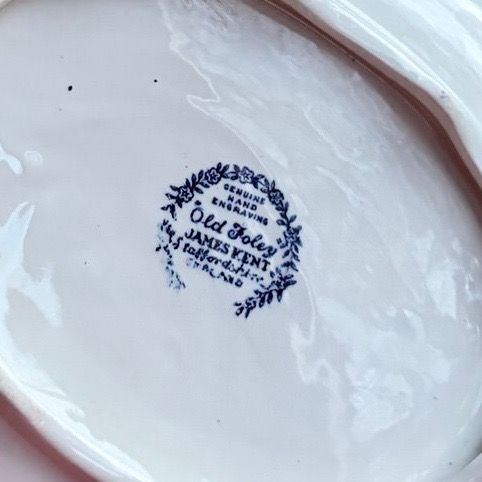 GENUINE
HAND
ENGRAVING
Old Foley
JAMES KENT
Staffordshire
ENGLAND